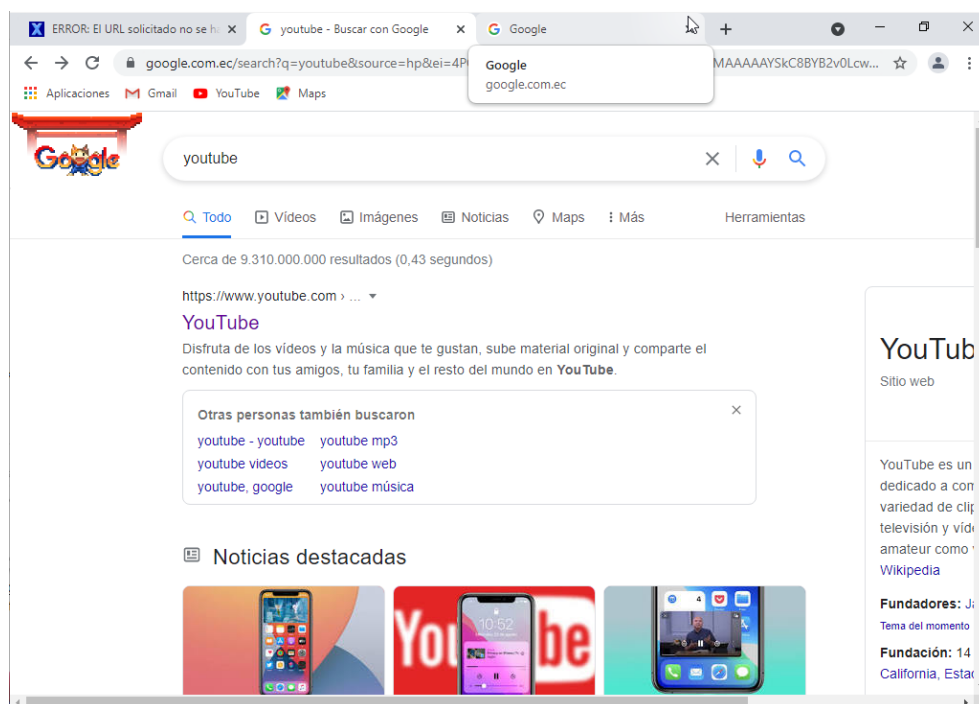 ERROR: El URL solicitado no se ha
youtube - Buscar con Google
Google
google.com.ec/search?q=youtube&source=hp&ei=4P
MAAAAAYSkC8BYB2v0Lcw...
Google
google.com.ec
Aplicaciones
Gmail
YouTube
Maps
Google
youtube
Todo
Vídeos
Imágenes
Noticias
Maps
Más
Herramientas
Cerca de 9.310.000.000 resultados (0,43 segundos)
https://www.youtube.com › ...
YouTube
Disfruta de los vídeos y la música que te gustan, sube material original y comparte el
contenido con tus amigos, tu familia y el resto del mundo en YouTube.
Otras personas también buscaron
youtube - youtube
youtube mp3
youtube videos
youtube web
youtube, google
youtube música
Noticias destacadas
10:52
YouTub
Sitio web
YouTube es un
dedicado a com
variedad de clip
televisión y víde
amateur como
Wikipedia
Fundadores: Ja
Tema del momento
Fundación: 14
California, Estad